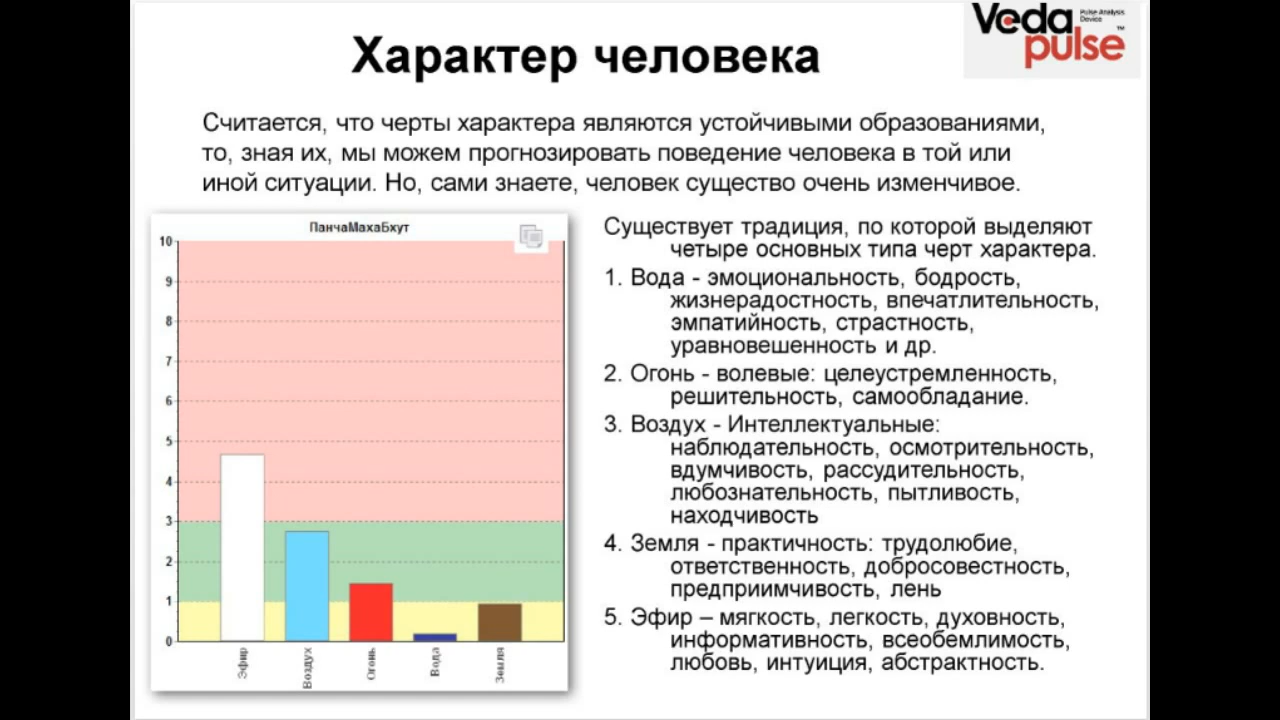 Veda
Pulse Analysis
Device
pulse™
Характер человека
Считается, что черты характера являются устойчивыми образованиями,
то, зная их, мы можем прогнозировать поведение человека в той или
иной ситуации. Но, сами знаете, человек существо очень изменчивое.
ПанчаМахаБхут
10
9
8
7
6
5
4
3
2
1
0
Эфир
Воздух
Огонь
Вода
Земля
Существует традиция, по которой выделяют
четыре основных типа черт характера.
1. Вода - эмоциональность, бодрость,
жизнерадостность, впечатлительность,
эмпатийность, страстность,
уравновешенность и др.
2. Огонь - волевые: целеустремленность,
решительность, самообладание.
3. Воздух - Интеллектуальные:
наблюдательность, осмотрительность,
вдумчивость, рассудительность,
любознательность, пытливость,
находчивость
4. Земля - практичность: трудолюбие,
ответственность, добросовестность,
предприимчивость, лень
5. Эфир – мягкость, легкость, духовность,
информативность, всеобемлимость,
любовь, интуиция, абстрактность.